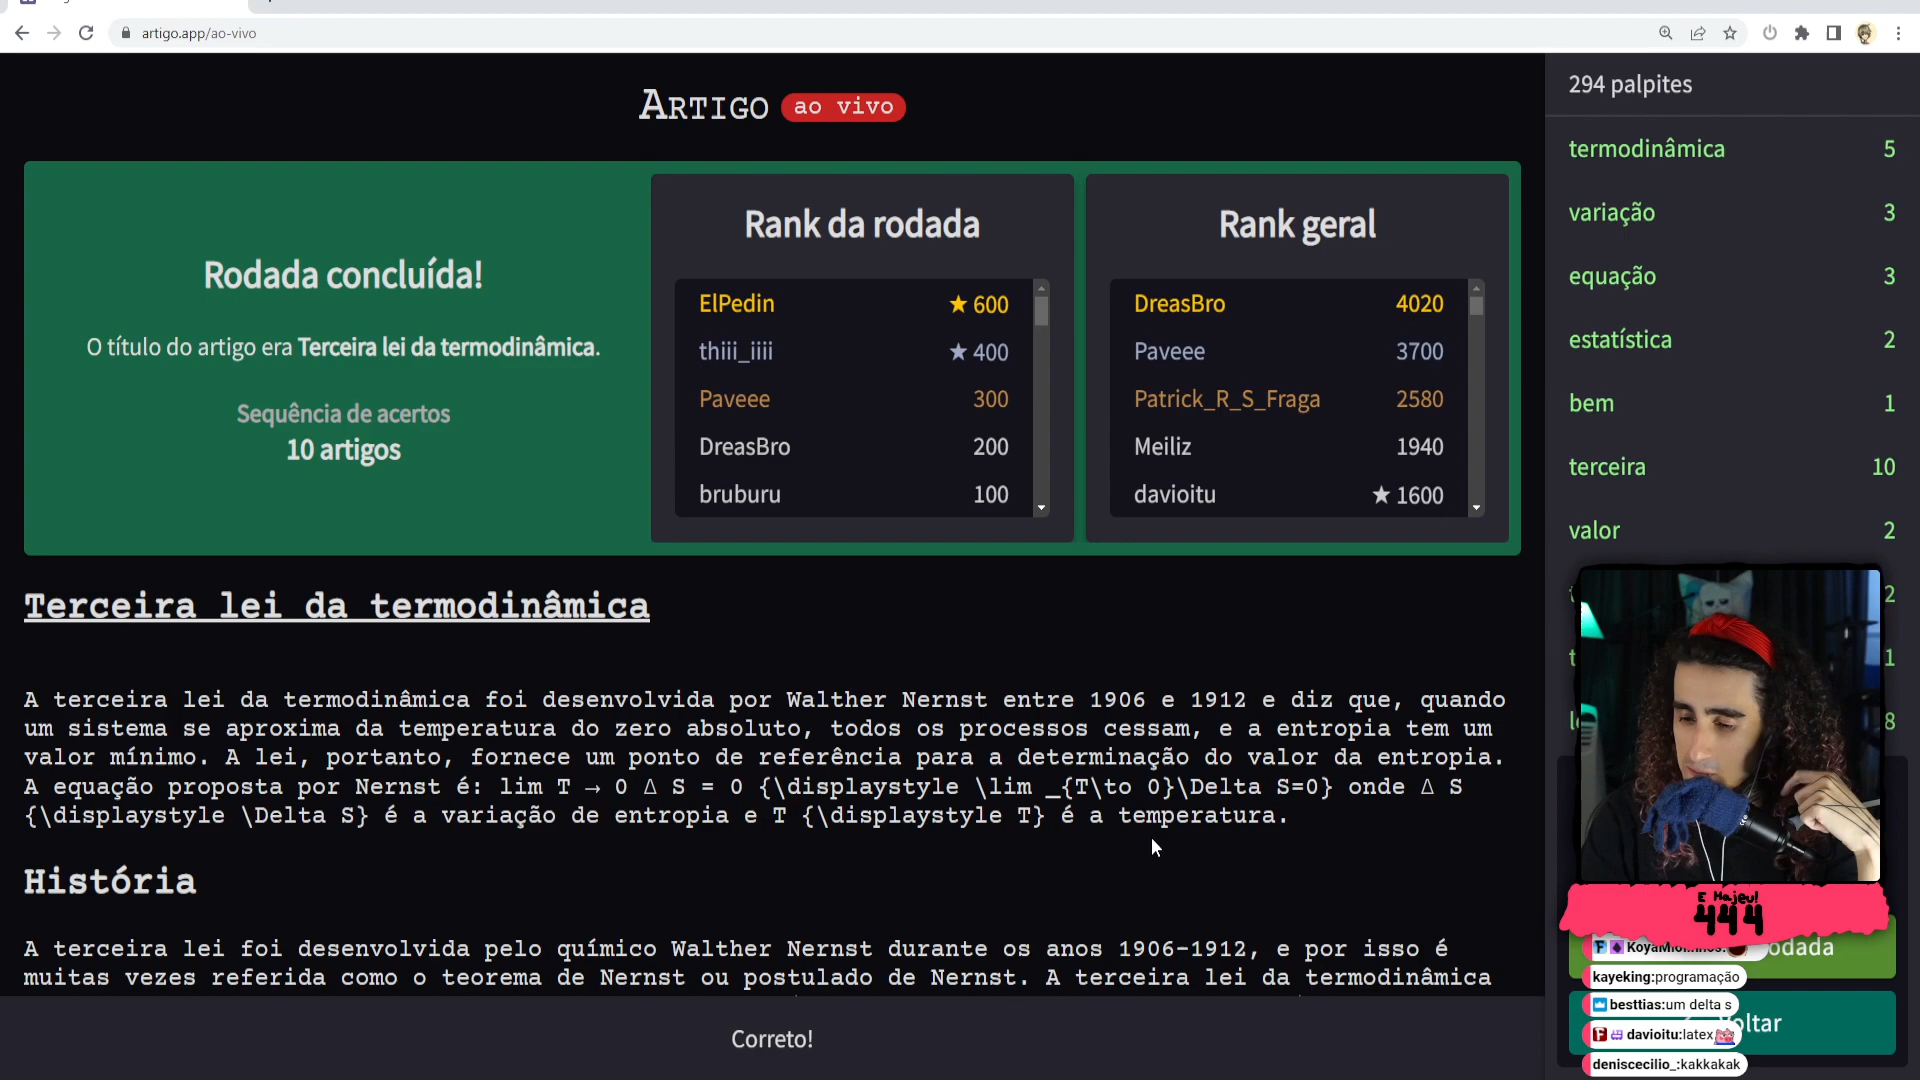 artigo.app/ao-vivo
ARTIGO ao vivo
Rodada concluída!
O título do artigo era Terceira lei da termodinâmica.
Sequência de acertos
10 artigos
Rank da rodada
ElPedin ★ 600
thiii_iiii ★ 400
Paveee 300
DreasBro 200
bruburu 100
Rank geral
DreasBro 4020
Paveee 3700
Patrick_R_S_Fraga 2580
Meiliz 1940
davioitu ★ 1600
Terceira lei da termodinâmica
A terceira lei da termodinâmica foi desenvolvida por Walther Nernst entre 1906 e 1912 e diz que, quando
um sistema se aproxima da temperatura do zero absoluto, todos os processos cessam, e a entropia tem um
valor mínimo. A lei, portanto, fornece um ponto de referência para a determinação do valor da entropia.
A equação proposta por Nernst é: lim T → 0 Δ S = 0 {\displaystyle \lim _{T\to 0}\Delta S=0} onde Δ S
{\displaystyle \Delta S} é a variação de entropia e T {\displaystyle T} é a temperatura.
História
A terceira lei foi desenvolvida pelo químico Walther Nernst durante os anos 1906-1912, e por isso é
muitas vezes referida como o teorema de Nernst ou postulado de Nernst. A terceira lei da termodinâmica
Correto!
294 palpites
termodinâmica 5
variação 3
equação 3
estatística 2
bem 1
terceira 10
valor 2
2
1
8
E Hajeu!
444
odada
kayeking:programação
besttias:um delta s
oltar
davioitu:latex
deniscecilio_:kakkakak